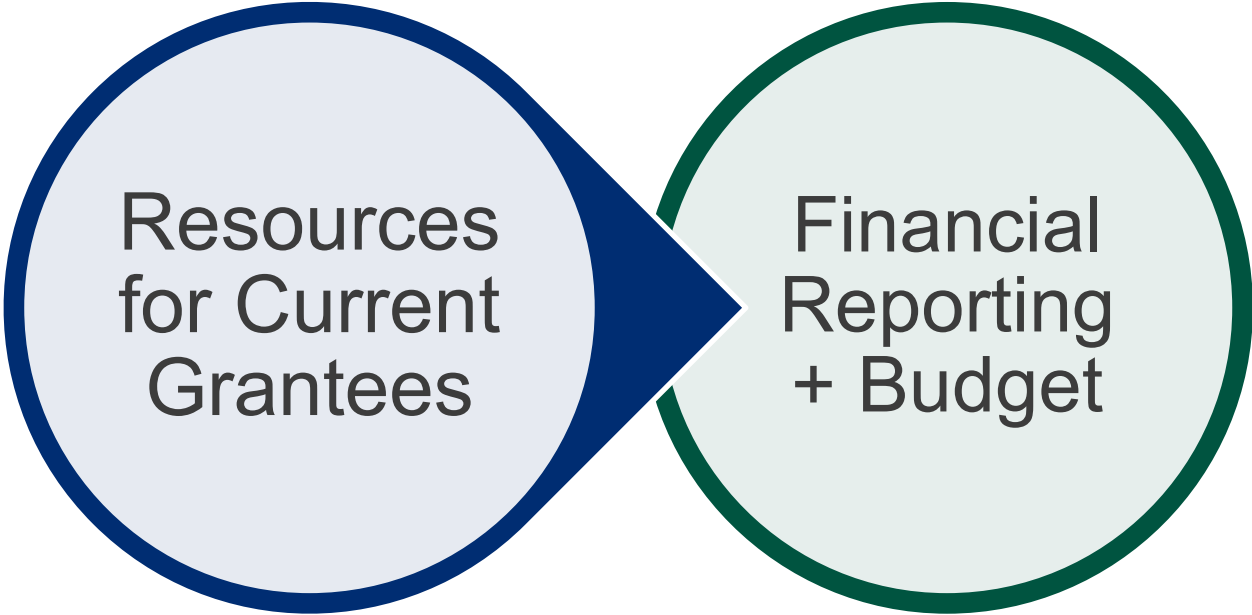 Resources
for Current
Grantees
Financial
Reporting
+ Budget